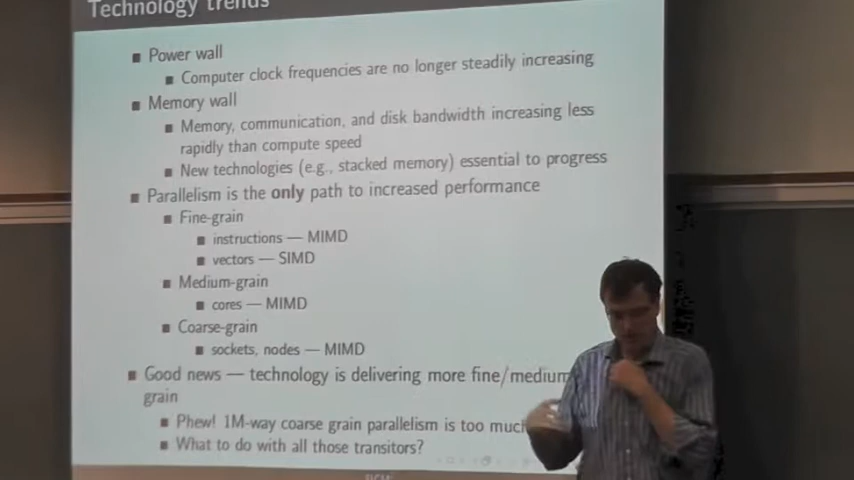 Technology trends
Power wall
Computer clock frequencies are no longer steadily increasing
Memory wall
Memory, communication, and disk bandwidth increasing less
rapidly than compute speed
New technologies (e.g., stacked memory) essential to progress
Parallelism is the only path to increased performance
Fine-grain
instructions — MIMD
vectors — SIMD
Medium-grain
cores — MIMD
Coarse-grain
sockets, nodes — MIMD
Good news — technology is delivering more fine/medium
grain
Phew! 1M-way coarse grain parallelism is too muc
What to do with all those transitors?